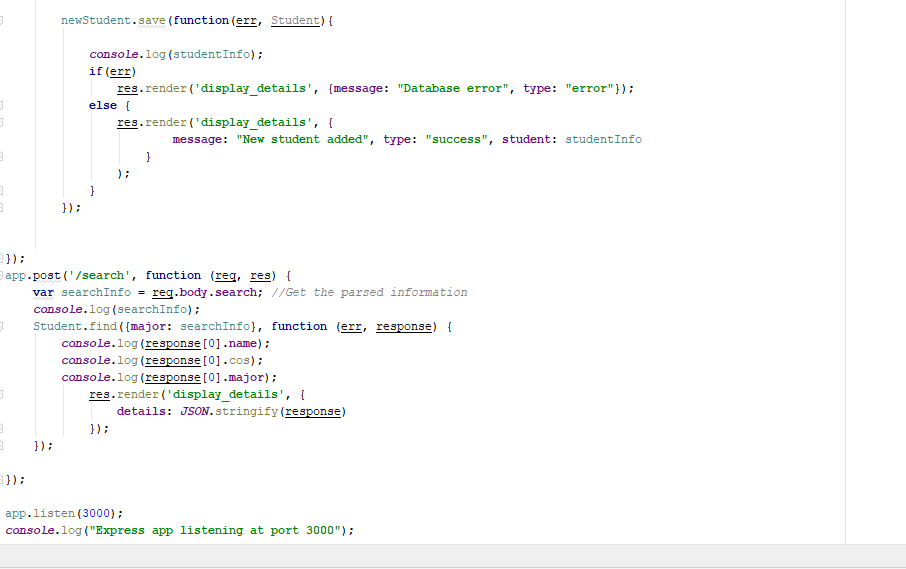 newStudent.save(function(err, Student){
console.log(studentInfo);
if(err)
res.render('display_details', {message: "Database error", type: "error"});
else {
res.render('display_details', {
message: "New student added", type: "success", student: studentInfo
}
);
}
});
});
app.post('/search', function (req, res) {
var searchInfo = req.body.search; //Get the parsed information
console.log(searchInfo);
Student.find({major: searchInfo}, function (err, response) {
console.log(response[0].name);
console.log(response[0].cos);
console.log(response[0].major);
res.render('display_details', {
details: JSON.stringify(response)
});
});
});
app.listen(3000);
console.log("Express app listening at port 3000");